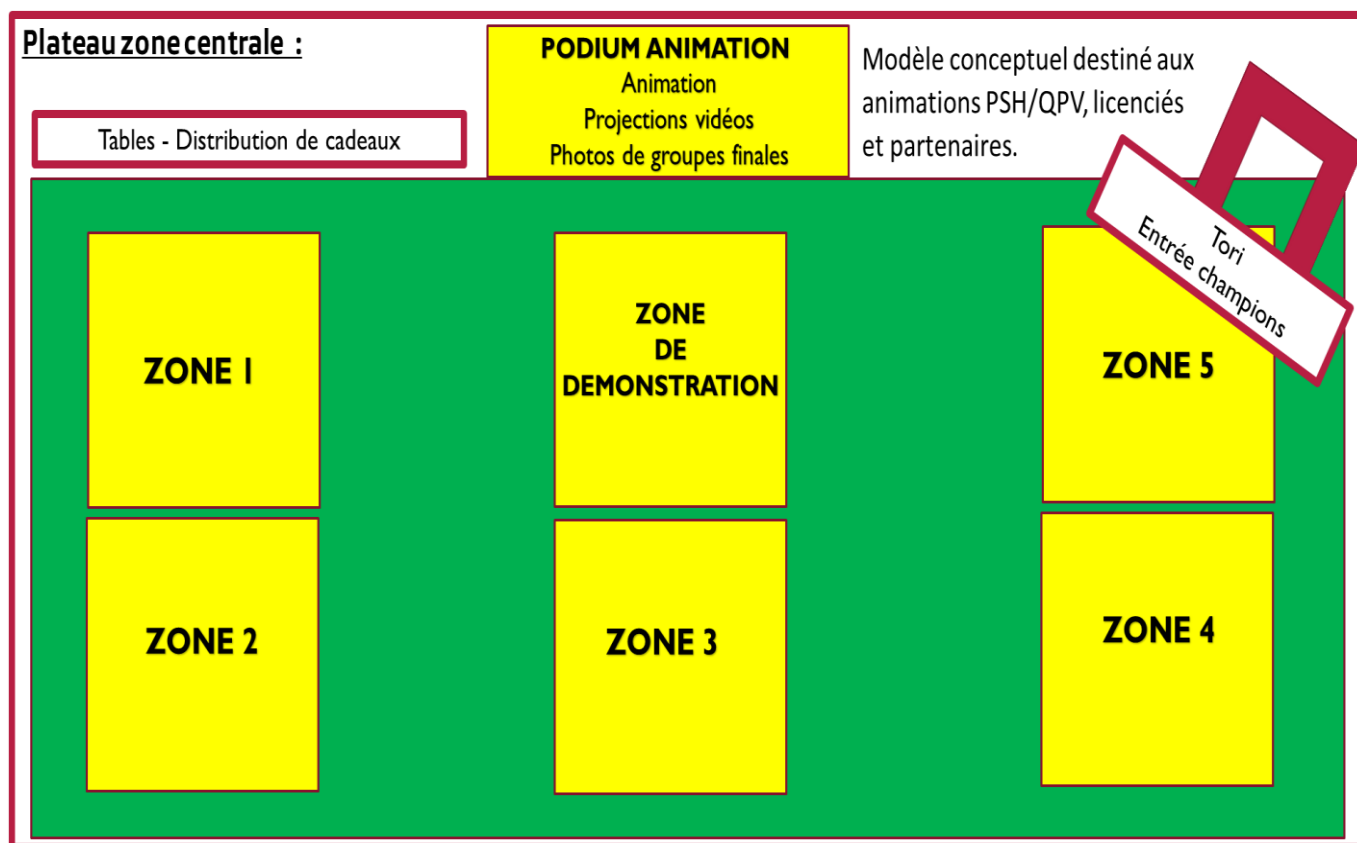 Plateau zone centrale :
PODIUM ANIMATION
Animation
Projections vidéos
Photos de groupes finales
Modèle conceptuel destiné aux
animations PSH/QPV, licenciés
et partenaires.
Tables - Distribution de cadeaux
Tori
Entrée champions
ZONE 1
ZONE
DE
DEMONSTRATION
ZONE 5
ZONE 2
ZONE 3
ZONE 4